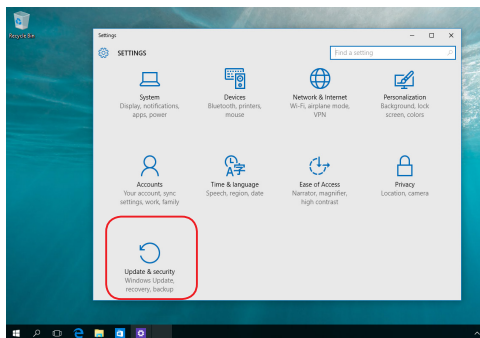 Recycle Bin
Settings
SETTINGS
Find a setting
System
Display, notifications,
apps, power
Devices
Bluetooth, printers,
mouse
Network & Internet
Wi-Fi, airplane mode,
VPN
Personalization
Background, lock
screen, colors
Accounts
Your account, sync
settings, work, family
Time & language
Speech, region, date
Ease of Access
Narrator, magnifier,
high contrast
Privacy
Location, camera
Update & security
Windows Update,
recovery, backup